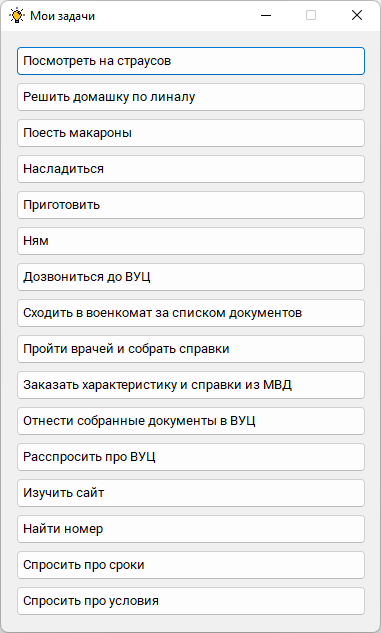 Мои задачи
Посмотреть на страусов
Решить домашку по линалу
Поесть макароны
Насладиться
Приготовить
Ням
Дозвониться до ВУЦ
Сходить в военкомат за списком документов
Пройти врачей и собрать справки
Заказать характеристику и справки из МВД
Отнести собранные документы в ВУЦ
Расспросить про ВУЦ
Изучить сайт
Найти номер
Спросить про сроки
Спросить про условия